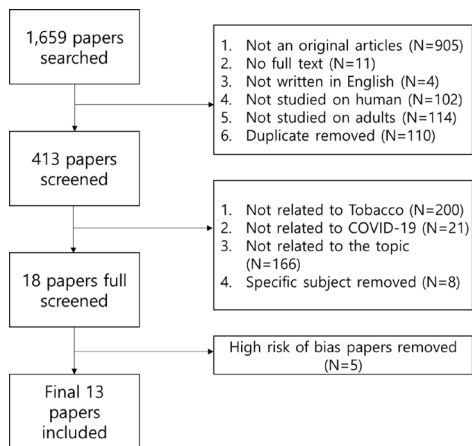 1,659 papers
searched
1. Not an original articles (N=905)
2. No full text (N=11)
3. Not written in English (N=4)
4. Not studied on human (N=102)
5. Not studied on adults (N=114)
6. Duplicate removed (N=110)
413 papers
screened
1. Not related to Tobacco (N=200)
2. Not related to COVID-19 (N=21)
3. Not related to the topic
(N=166)
4. Specific subject removed (N=8)
18 papers full
screened
High risk of bias papers removed
(N=5)
Final 13
papers
included